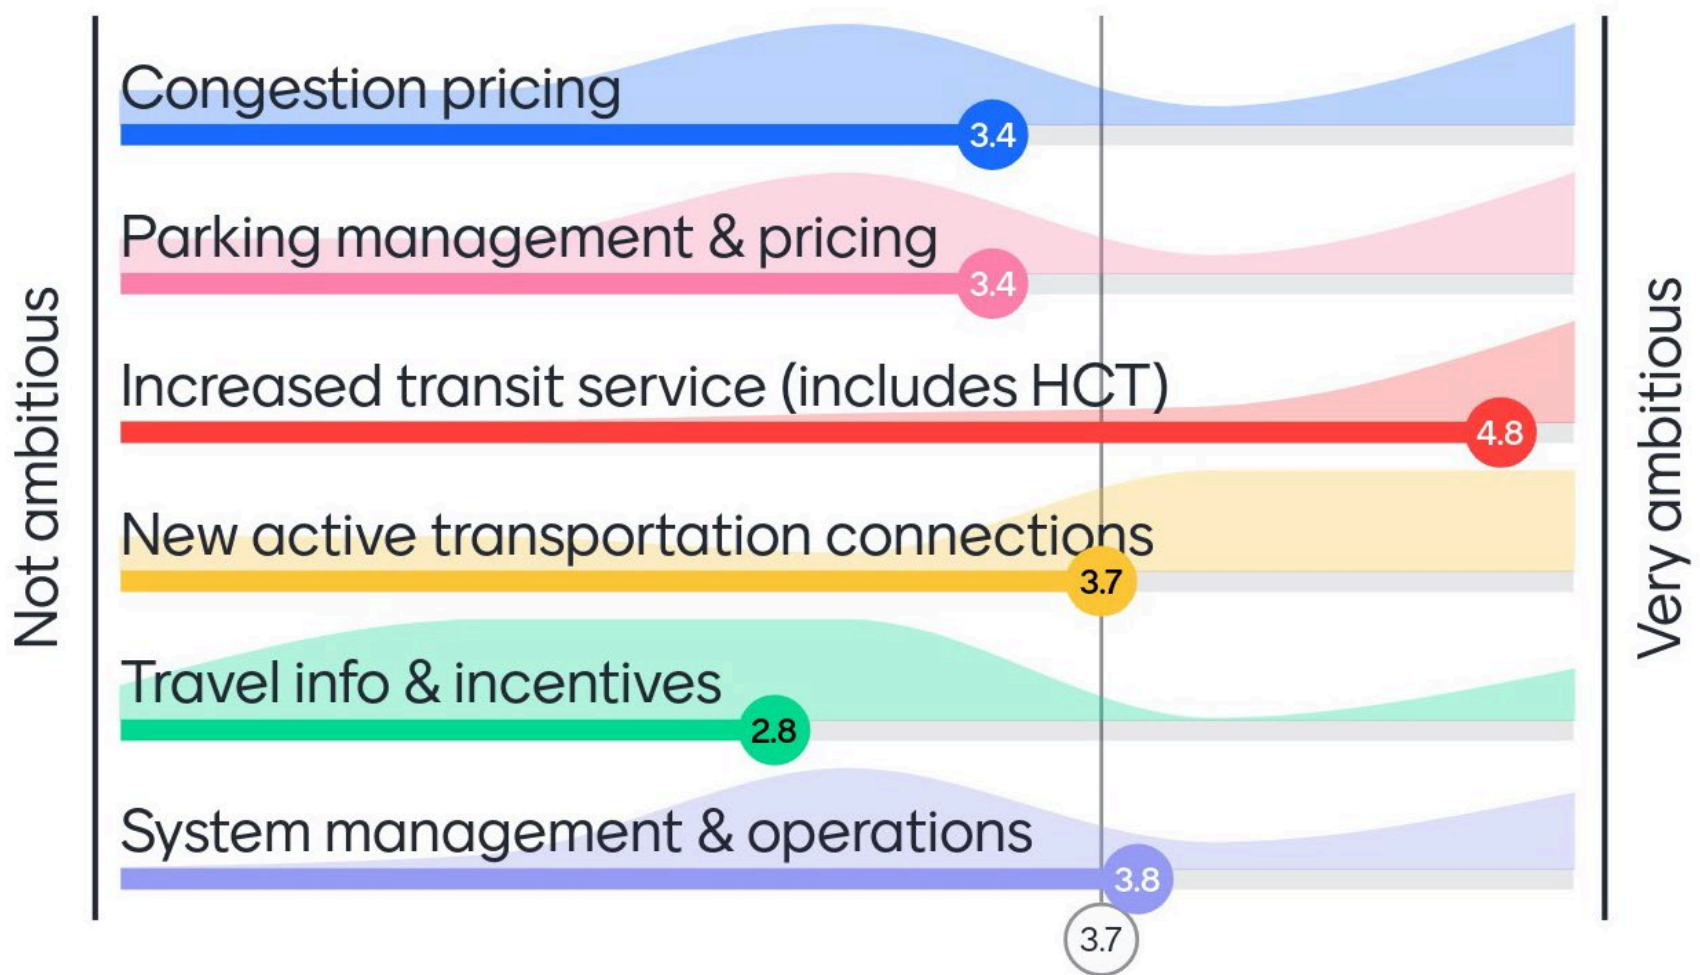 Not ambitious
Congestion pricing
3.4
Parking management & pricing
3.4
Increased transit service (includes HCT)
4.8
New active transportation connections
3.7
Travel info & incentives
2.8
System management & operations
3.8
3.7
Very ambitious